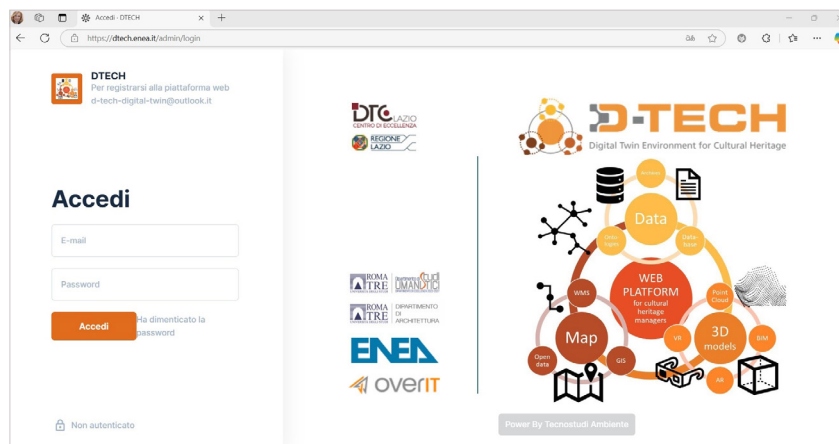 Accedi - DTECH
https://dtech.enea.it/admin/login
DTECH
Per registrarsi alla piattaforma web
d-tech-digital-twin@outlook.it
Accedi
E-mail
Password
Accedi
Ha dimenticato la
password
Non autenticato
DTC LAZIO
CENTRO DI ECCELLENZA
REGIONE
LAZIO
D-TECH
Digital Twin Environment for Cultural Heritage
ROMA
TRE
STUDI
UMANISTICI
ROMA
TRE
DIPARTIMENTO
DI
ARCHITETTURA
ENEA
OVERIT
Data
Data-
base
WEB
PLATFORM
for cultural
heritage
managers
WMS
Map
Open
data
GIS
Point
Cloud
VR
3D
models
BIM
AR
Power By Tecnostudi Ambiente